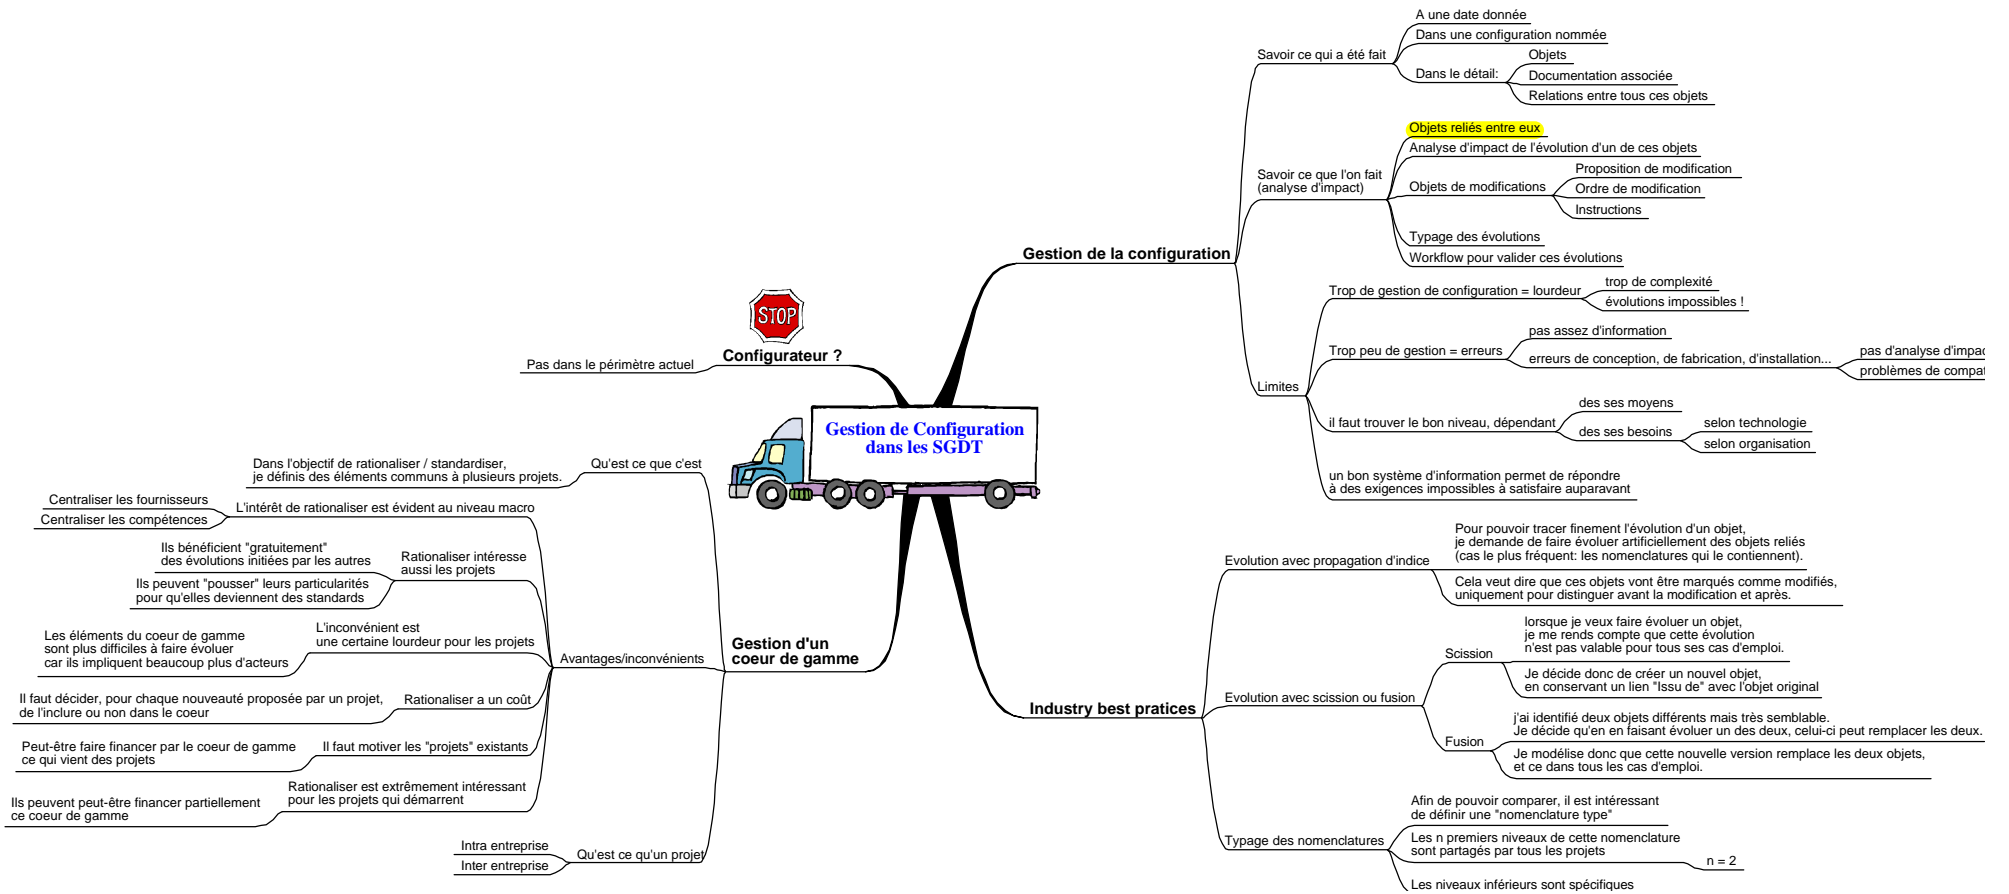 Gestion de Configuration
dans les SGDT
Gestion de la configuration
Savoir ce qui a été fait
A une date donnée
Dans une configuration nommée
Dans le détail:
Objets
Documentation associée
Relations entre tous ces objets
Savoir ce que l'on fait
(analyse d'impact)
Objets reliés entre eux
Analyse d'impact de l'évolution d'un de ces objets
Objets de modifications
Proposition de modification
Ordre de modification
Instructions
Typage des évolutions
Workflow pour valider ces évolutions
Limites
Trop de gestion de configuration = lourdeur
trop de complexité
évolutions impossibles !
Trop peu de gestion = erreurs
pas assez d'information
erreurs de conception, de fabrication, d'installation...
pas d'analyse d'impac
problèmes de compat
il faut trouver le bon niveau, dépendant
des ses moyens
des ses besoins
selon technologie
selon organisation
un bon système d'information permet de répondre
à des exigences impossibles à satisfaire auparavant
Industry best pratices
Evolution avec propagation d'indice
Pour pouvoir tracer finement l'évolution d'un objet,
je demande de faire évoluer artificiellement des objets reliés
(cas le plus fréquent: les nomenclatures qui le contiennent).
Cela veut dire que ces objets vont être marqués comme modifiés,
uniquement pour distinguer avant la modification et après.
Evolution avec scission ou fusion
Scission
lorsque je veux faire évoluer un objet,
je me rends compte que cette évolution
n'est pas valable pour tous ses cas d'emploi.
Je décide donc de créer un nouvel objet,
en conservant un lien "Issu de" avec l'objet original
Fusion
j'ai identifié deux objets différents mais très semblable.
Je décide qu'en en faisant évoluer un des deux, celui-ci peut remplacer les deux.
Je modélise donc que cette nouvelle version remplace les deux objets,
et ce dans tous les cas d'emploi.
Typage des nomenclatures
Afin de pouvoir comparer, il est intéressant
de définir une "nomenclature type"
Les n premiers niveaux de cette nomenclature
sont partagés par tous les projets
n = 2
Les niveaux inférieurs sont spécifiques
STOP
Configurateur ?
Pas dans le périmètre actuel
Gestion d'un
coeur de gamme
Qu'est ce que c'est
Dans l'objectif de rationaliser / standardiser,
je définis des éléments communs à plusieurs projets.
Avantages/inconvénients
L'intérêt de rationaliser est évident au niveau macro
Centraliser les fournisseurs
Centraliser les compétences
Rationaliser intéresse
aussi les projets
Ils bénéficient "gratuitement"
des évolutions initiées par les autres
Ils peuvent "pousser" leurs particularités
pour qu'elles deviennent des standards
L'inconvénient est
une certaine lourdeur pour les projets
Les éléments du coeur de gamme
sont plus difficiles à faire évoluer
car ils impliquent beaucoup plus d'acteurs
Rationaliser a un coût
Il faut décider, pour chaque nouveauté proposée par un projet,
de l'inclure ou non dans le coeur
Il faut motiver les "projets" existants
Peut-être faire financer par le coeur de gamme
ce qui vient des projets
Rationaliser est extrêmement intéressant
pour les projets qui démarrent
Ils peuvent peut-être financer partiellement
ce coeur de gamme
Qu'est ce qu'un projet
Intra entreprise
Inter entreprise